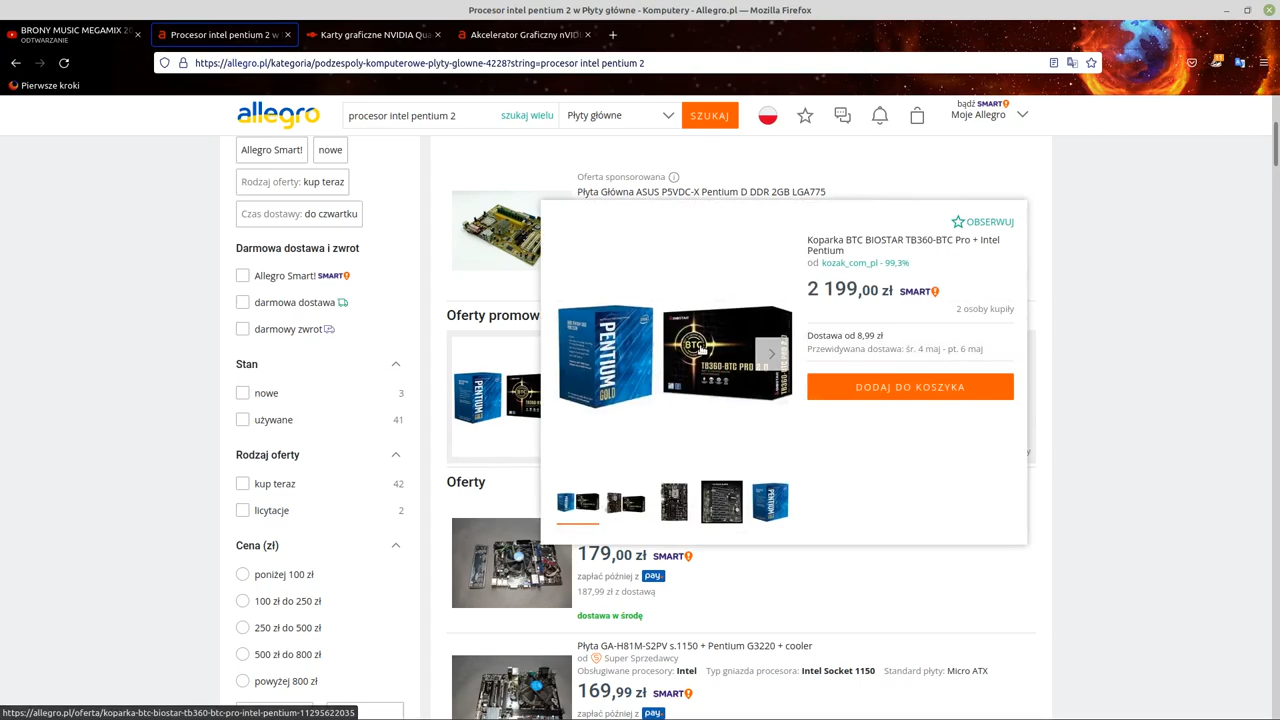 Procesor intel pentium 2 w Płyty główne - Komputery - Allegro.pl — Mozilla Firefox
BRONY MUSIC MEGAMIX 20
ODTWARZANIE
Procesor intel pentium 2 w
Karty graficzne NVIDIA Qua
Akcelerator Graficzny nVIDI
https://allegro.pl/kategoria/podzespoly-komputerowe-plyty-glowne-4228?string=procesor intel pentium 2
Pierwsze kroki
allegro
procesor intel pentium 2
szukaj wielu
Płyty główne
SZUKAJ
bądź SMART!
Moje Allegro
Allegro Smart!
nowe
Rodzaj oferty: kup teraz
Czas dostawy: do czwartku
Darmowa dostawa i zwrot
Allegro Smart! SMART!
darmowa dostawa
darmowy zwrot
Stan
nowe 3
używane 41
Rodzaj oferty
kup teraz 42
licytacje 2
Cena (zł)
poniżej 100 zł
100 zł do 250 zł
250 zł do 500 zł
500 zł do 800 zł
powyżej 800 zł
Oferta sponsorowana
Płyta Główna ASUS P5VDC-X Pentium D DDR 2GB LGA775
Oferty promow
OBSERWUJ
Koparka BTC BIOSTAR TB360-BTC Pro + Intel
Pentium
od kozak_com_pl - 99,3%
2 199,00 zł SMART!
2 osoby kupiły
Dostawa od 8,99 zł
Przewidywana dostawa: śr. 4 maj - pt. 6 maj
DODAJ DO KOSZYKA
PENTIUM
GOLD
BIOSTAR
BTC
TB360-BTC PRO 2.0
Oferty
179,00 zł SMART!
zapłać później z pay.
187,99 zł z dostawą
dostawa w środę
Płyta GA-H81M-S2PV s.1150 + Pentium G3220 + cooler
od Super Sprzedawcy
Obsługiwane procesory: Intel Typ gniazda procesora: Intel Socket 1150 Standard płyty: Micro ATX
169,99 zł SMART!
zapłać później z pay.
https://allegro.pl/oferta/koparka-btc-biostar-tb360-btc-pro-intel-pentium-11295622035